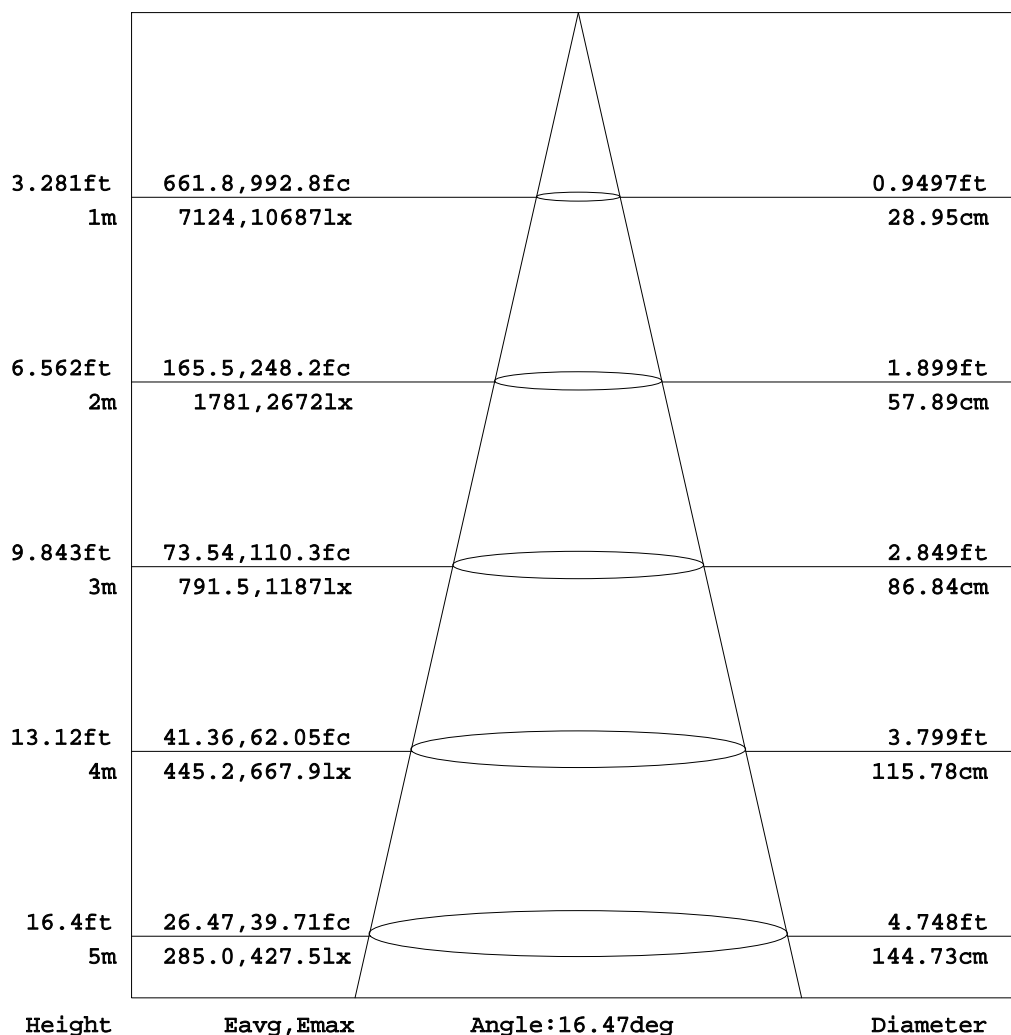 3.281ft 661.8,992.8fc 0.9497ft
1m 7124,10687lx 28.95cm
6.562ft 165.5,248.2fc 1.899ft
2m 1781,2672lx 57.89cm
9.843ft 73.54,110.3fc 2.849ft
3m 791.5,1187lx 86.84cm
13.12ft 41.36,62.05fc 3.799ft
4m 445.2,667.9lx 115.78cm
16.4ft 26.47,39.71fc 4.748ft
5m 285.0,427.5lx 144.73cm
Height Eavg,Emax Angle:16.47deg Diameter